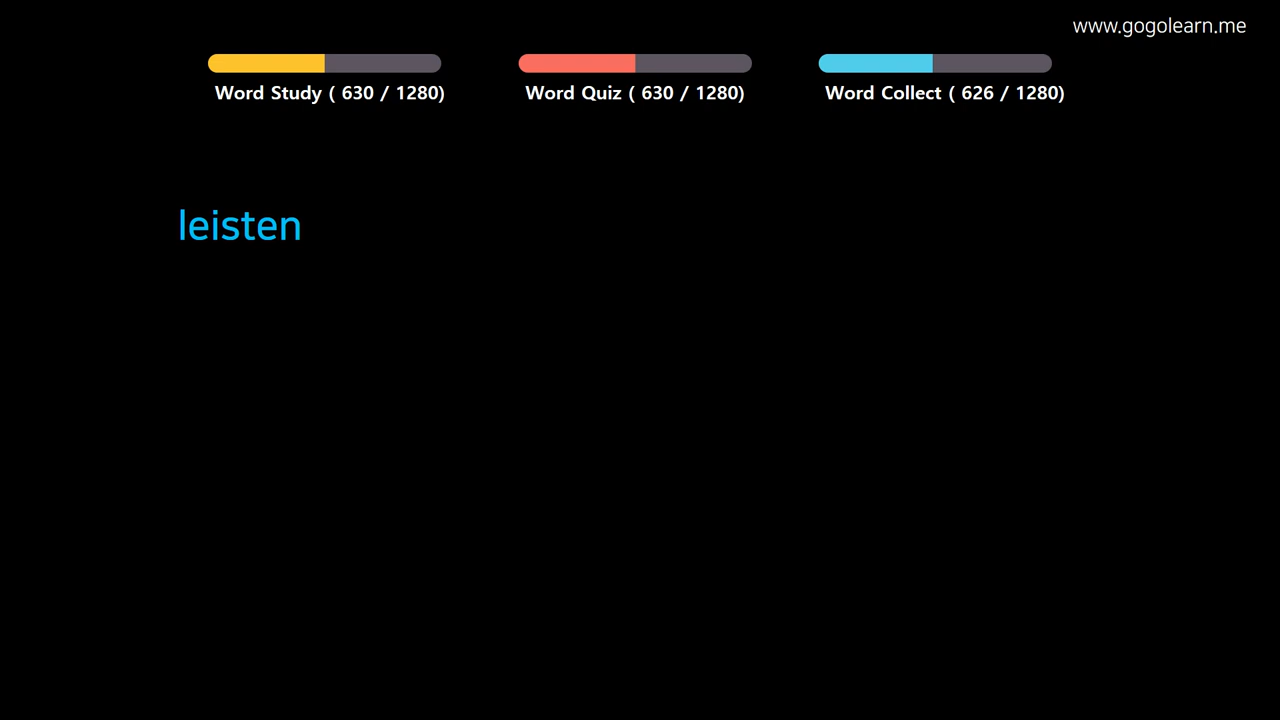 www.gogolearn.me
Word Study ( 630 / 1280)
Word Quiz ( 630 / 1280)
Word Collect ( 626 / 1280)
leisten